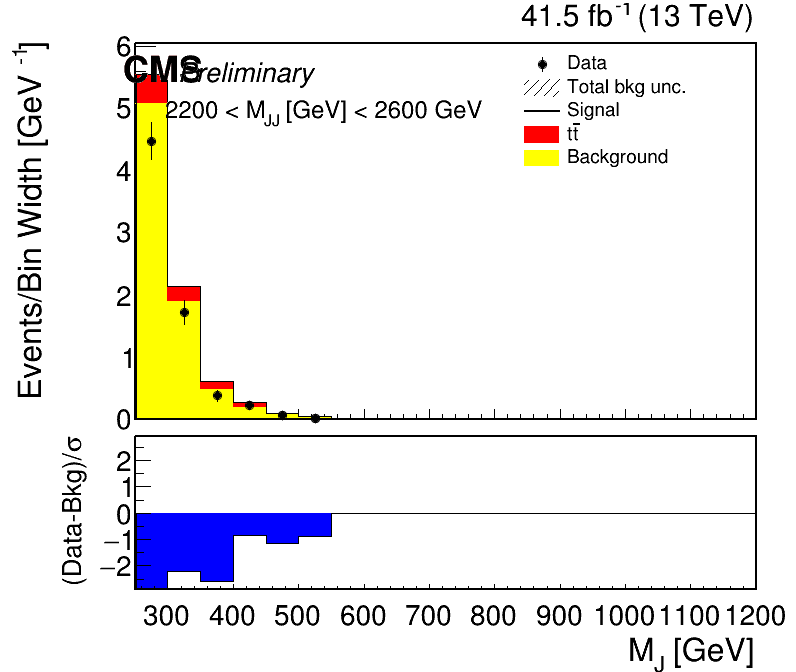 41.5 fb⁻¹ (13 TeV)
CMS Preliminary
2200 < M_JJ [GeV] < 2600 GeV
Data
Total bkg unc.
Signal
tt̄
Background
Events/Bin Width [GeV⁻¹]
6
5
4
3
2
1
0
(Data-Bkg)/σ
2
1
0
−1
−2
300 400 500 600 700 800 900 1000 1100 1200
M_J [GeV]